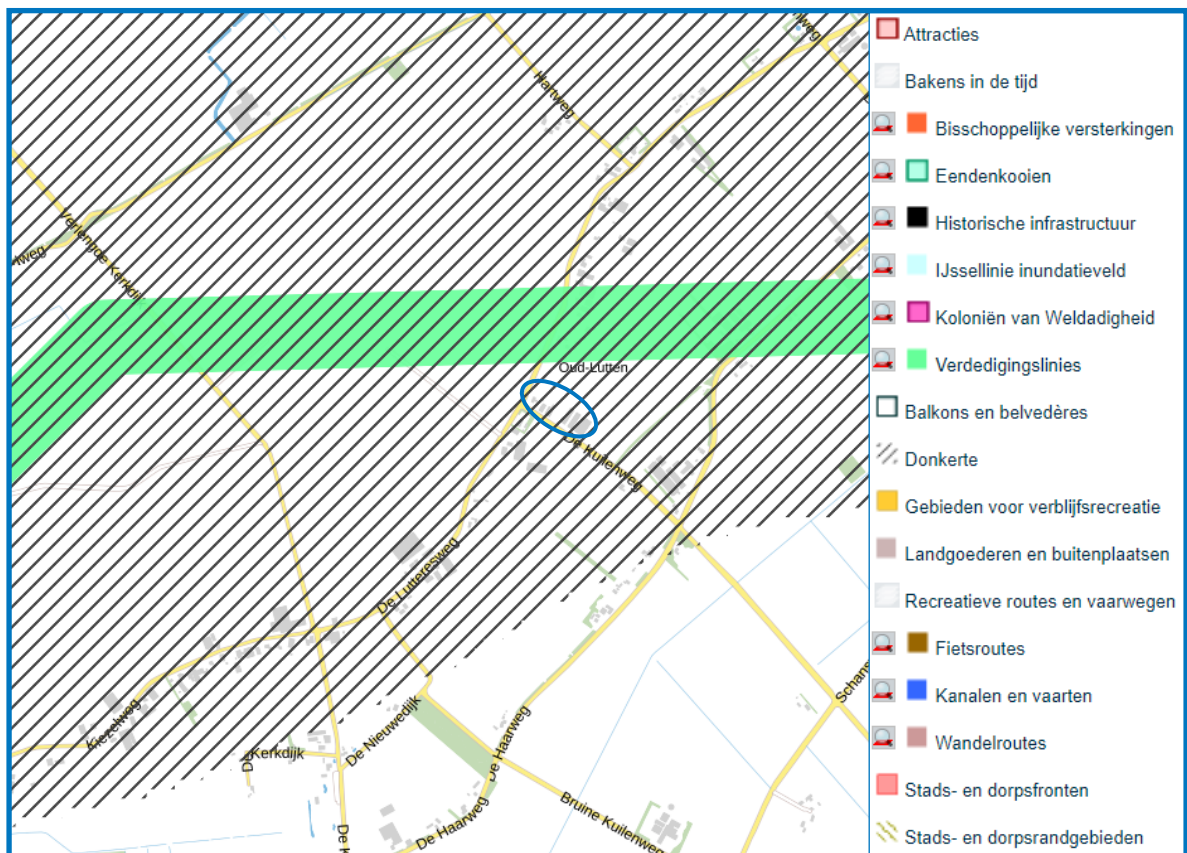 Hartweg
Verlengde Kerkdijk
Oud-Lutten
De Kuilenweg
De Lutteresweg
Kiezelweg
Kerkdijk
De Nieuwedijk
De Haarweg
De Haarweg
Bruine Kuilenweg
Schans
De K
D
Attracties
Bakens in de tijd
Bisschoppelijke versterkingen
Eendenkooien
Historische infrastructuur
IJssellinie inundatieveld
Koloniën van Weldadigheid
Verdedigingslinies
Balkons en belvedères
Donkerte
Gebieden voor verblijfsrecreatie
Landgoederen en buitenplaatsen
Recreatieve routes en vaarwegen
Fietsroutes
Kanalen en vaarten
Wandelroutes
Stads- en dorpsfronten
Stads- en dorpsrandgebieden